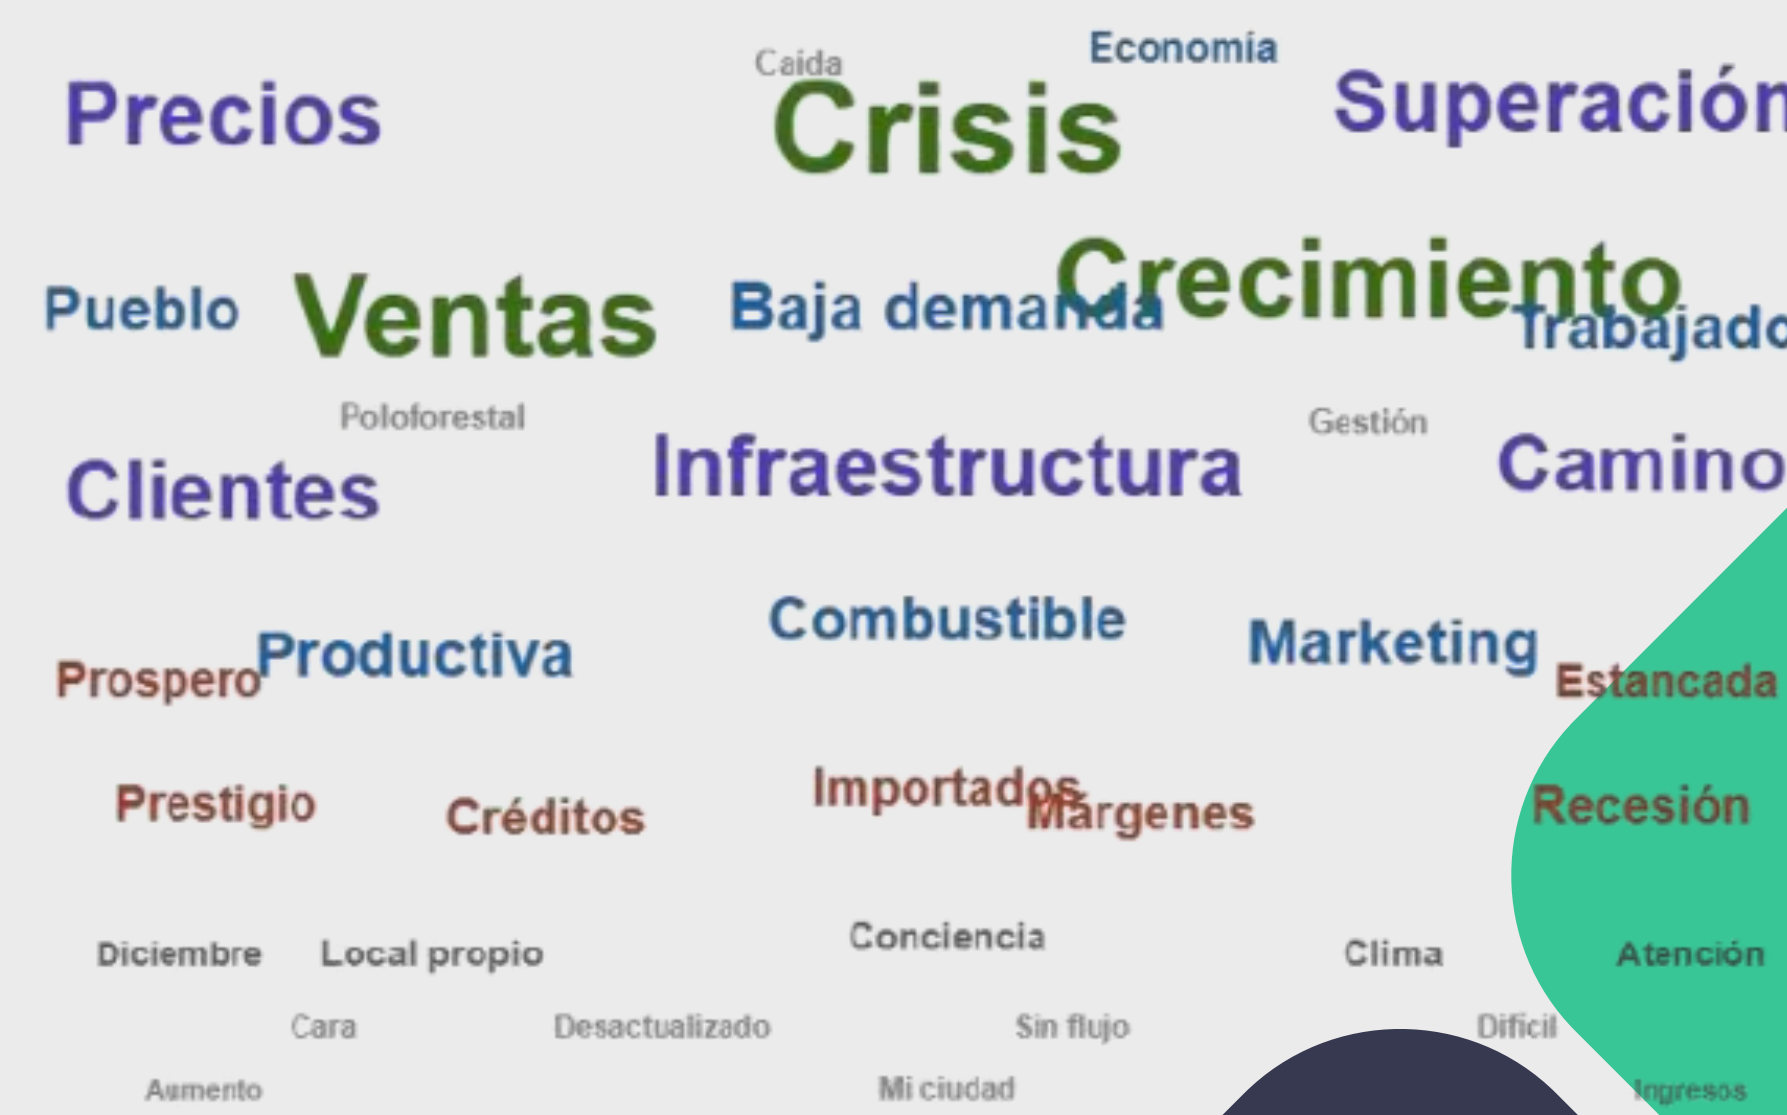 Caida
Economía
Precios
Crisis
Superación
Pueblo
Ventas
Baja demanda
Crecimiento
Trabajado
Poloforestal
Gestión
Clientes
Infraestructura
Camino
Prospero
Productiva
Combustible
Marketing
Estancada
Prestigio
Créditos
Importados
Márgenes
Recesión
Diciembre
Local propio
Conciencia
Clima
Atención
Cara
Desactualizado
Sin flujo
Difícil
Aumento
Mi ciudad
Ingresos